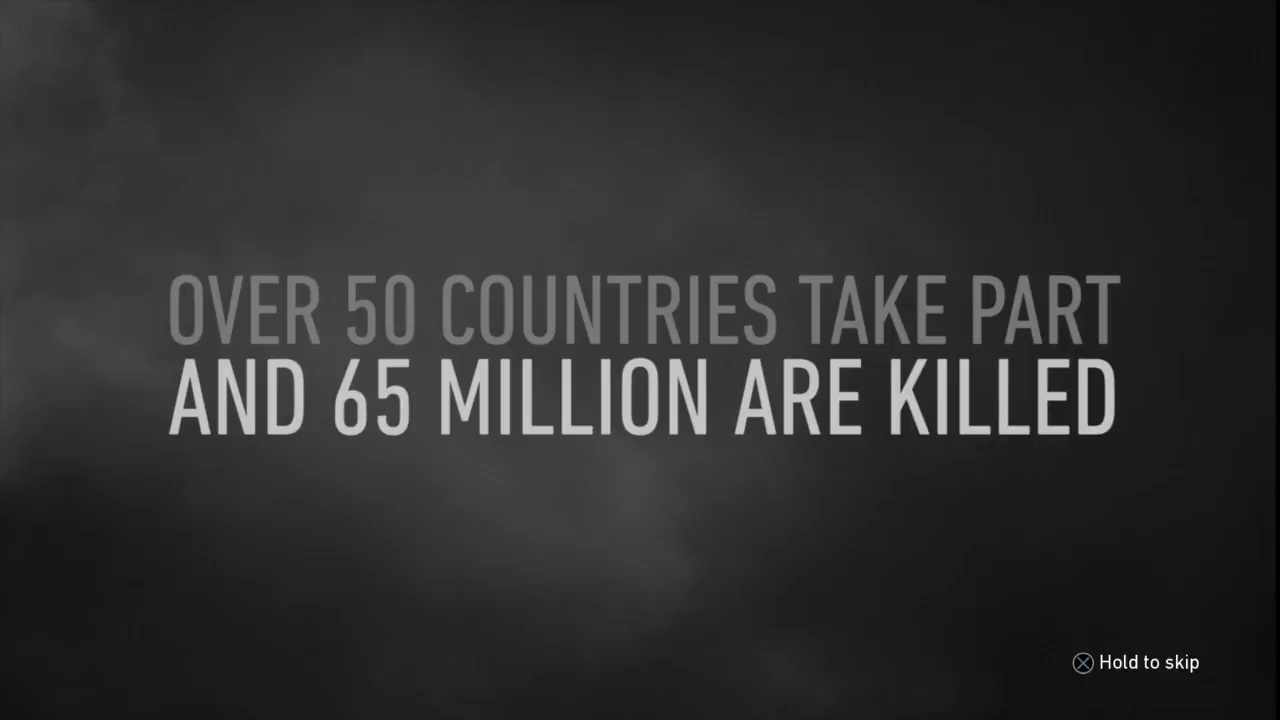 OVER 50 COUNTRIES TAKE PART
AND 65 MILLION ARE KILLED
Hold to skip